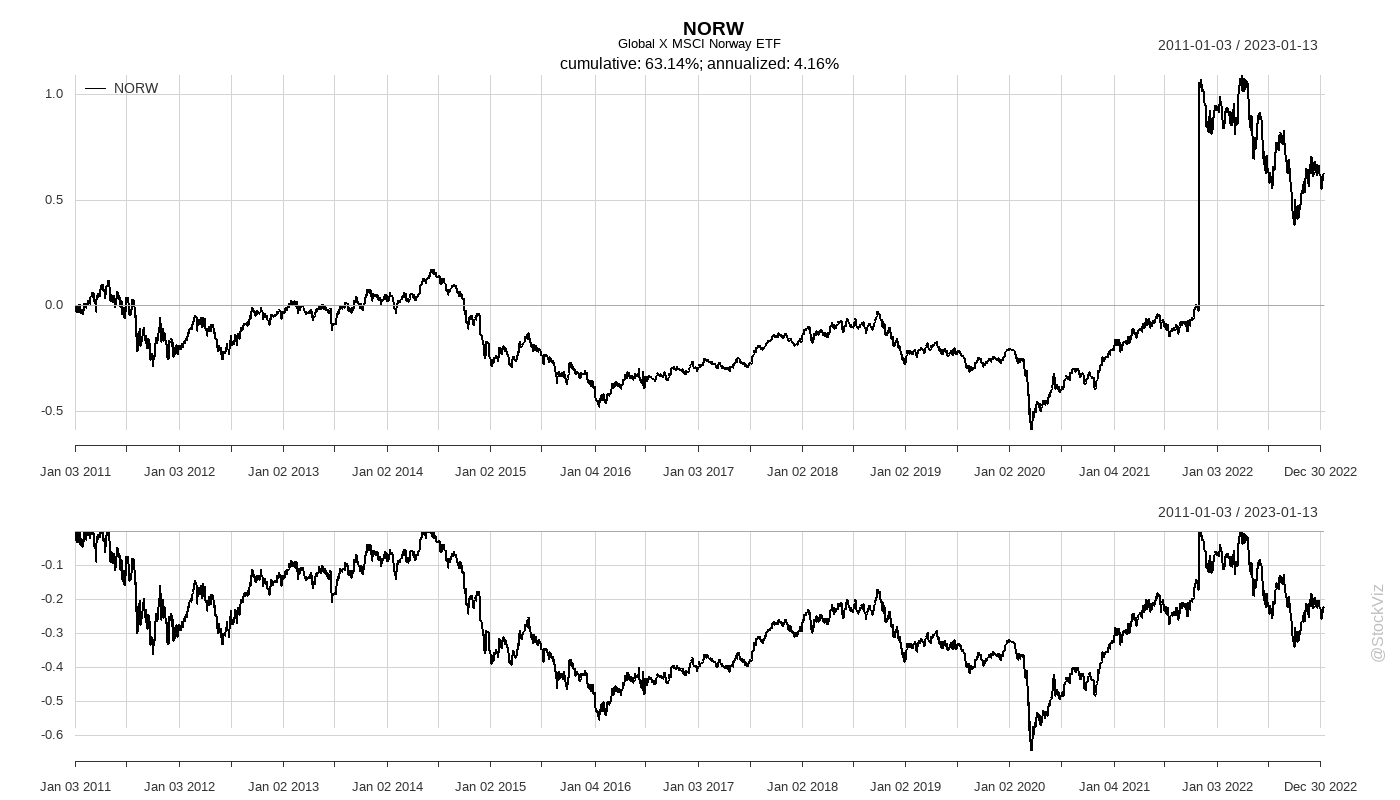 NORW
Global X MSCI Norway ETF
2011-01-03 / 2023-01-13
cumulative: 63.14%; annualized: 4.16%
NORW
1.0
0.5
0.0
-0.5
Jan 03 2011 Jan 03 2012 Jan 02 2013 Jan 02 2014 Jan 02 2015 Jan 04 2016 Jan 03 2017 Jan 02 2018 Jan 02 2019 Jan 02 2020 Jan 04 2021 Jan 03 2022 Dec 30 2022
2011-01-03 / 2023-01-13
-0.1
-0.2
-0.3
-0.4
-0.5
-0.6
Jan 03 2011 Jan 03 2012 Jan 02 2013 Jan 02 2014 Jan 02 2015 Jan 04 2016 Jan 03 2017 Jan 02 2018 Jan 02 2019 Jan 02 2020 Jan 04 2021 Jan 03 2022 Dec 30 2022
@StockViz